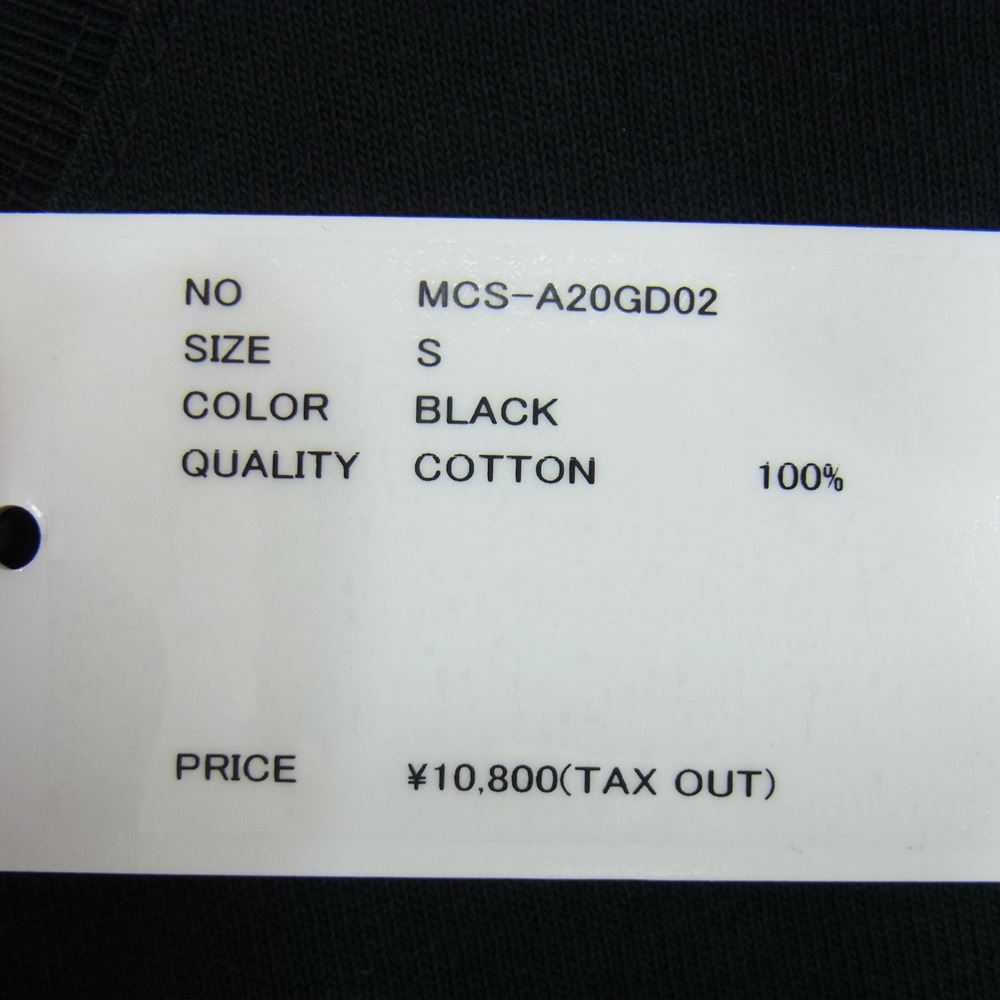 NO MCS-A20GD02
SIZE S
COLOR BLACK
QUALITY COTTON 100%
PRICE ¥10,800(TAX OUT)